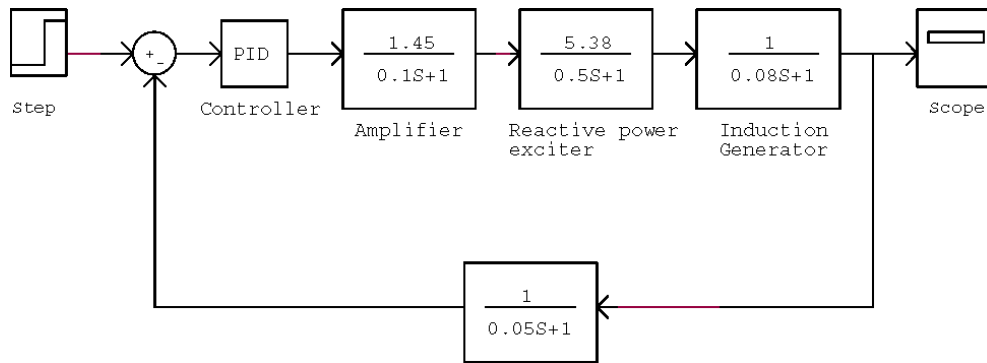 +
-
PID
1.45
0.1S+1
5.38
0.5S+1
1
0.08S+1
Step
Controller
Amplifier
Reactive power
exciter
Induction
Generator
Scope
1
0.05S+1